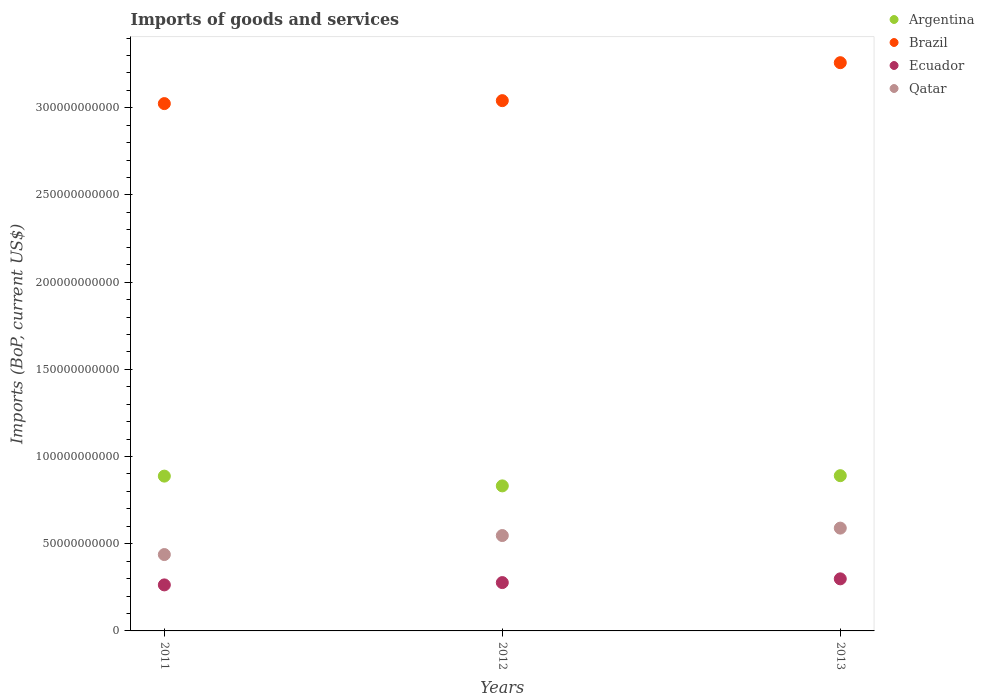 Imports of goods and services
Argentina
Brazil
Ecuador
Qatar
Imports (BoP, current US$)
300000000000
250000000000
200000000000
150000000000
100000000000
50000000000
0
2011
2012
2013
Years